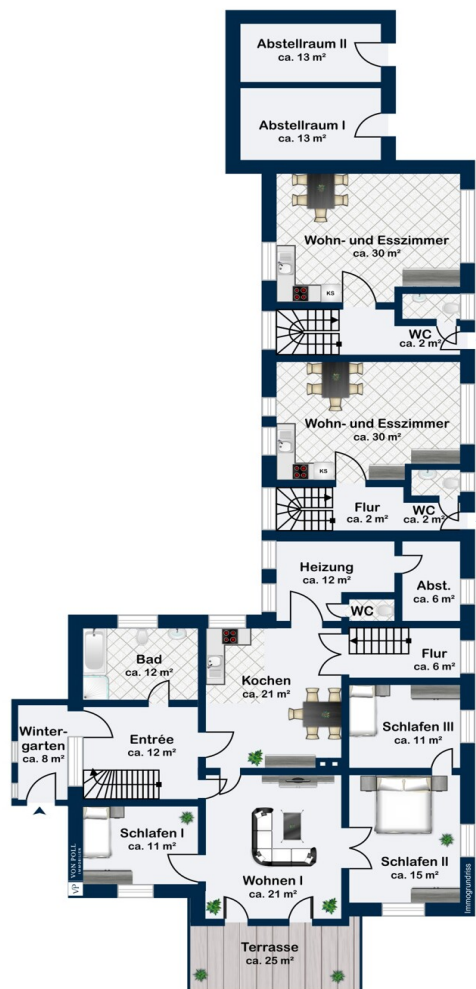 Abstellraum II
ca. 13 m²
Abstellraum I
ca. 13 m²
Wohn- und Esszimmer
ca. 30 m²
KS
WC
ca. 2 m²
Wohn- und Esszimmer
ca. 30 m²
KS
Flur
ca. 2 m²
WC
ca. 2 m²
Heizung
ca. 12 m²
Abst.
ca. 6 m²
WC
Bad
ca. 12 m²
Kochen
ca. 21 m²
Flur
ca. 6 m²
Winter-
garten
ca. 8 m²
Entrée
ca. 12 m²
Schlafen III
ca. 11 m²
Schlafen I
ca. 11 m²
Wohnen I
ca. 21 m²
Schlafen II
ca. 15 m²
Terrasse
ca. 25 m²
VP
VON POLL
IMMOBILIEN
Immogrundriss